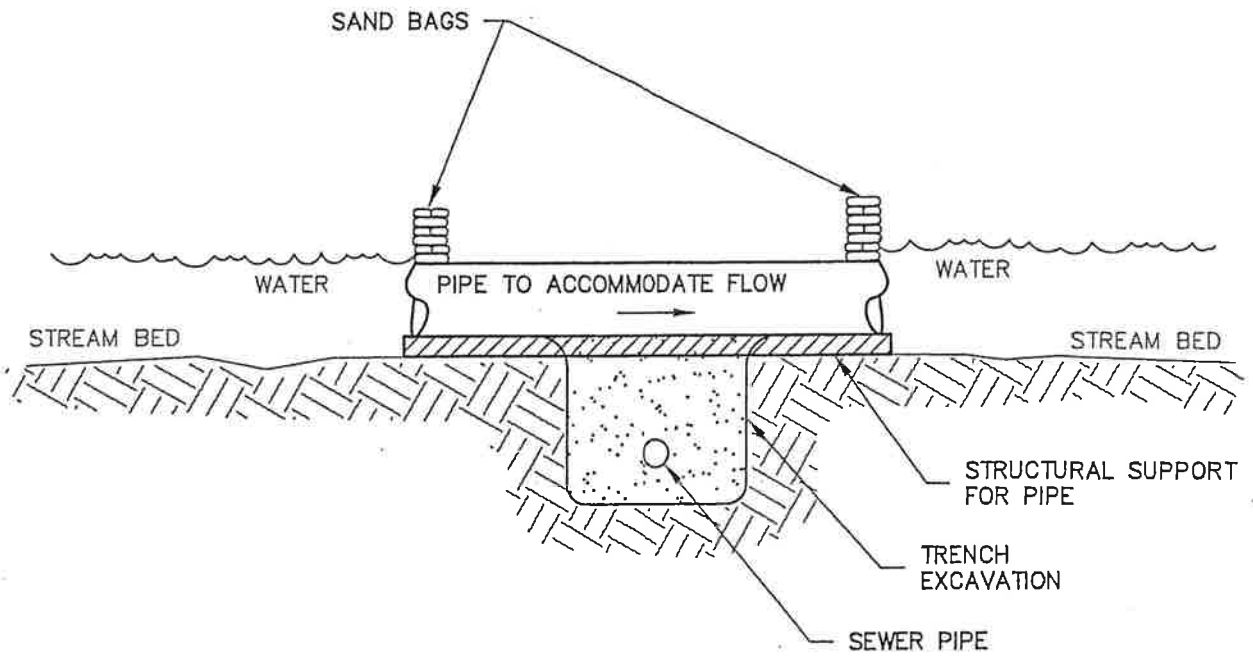 SAND BAGS
WATER
PIPE TO ACCOMMODATE FLOW
WATER
STREAM BED
STREAM BED
STRUCTURAL SUPPORT
FOR PIPE
TRENCH
EXCAVATION
SEWER PIPE